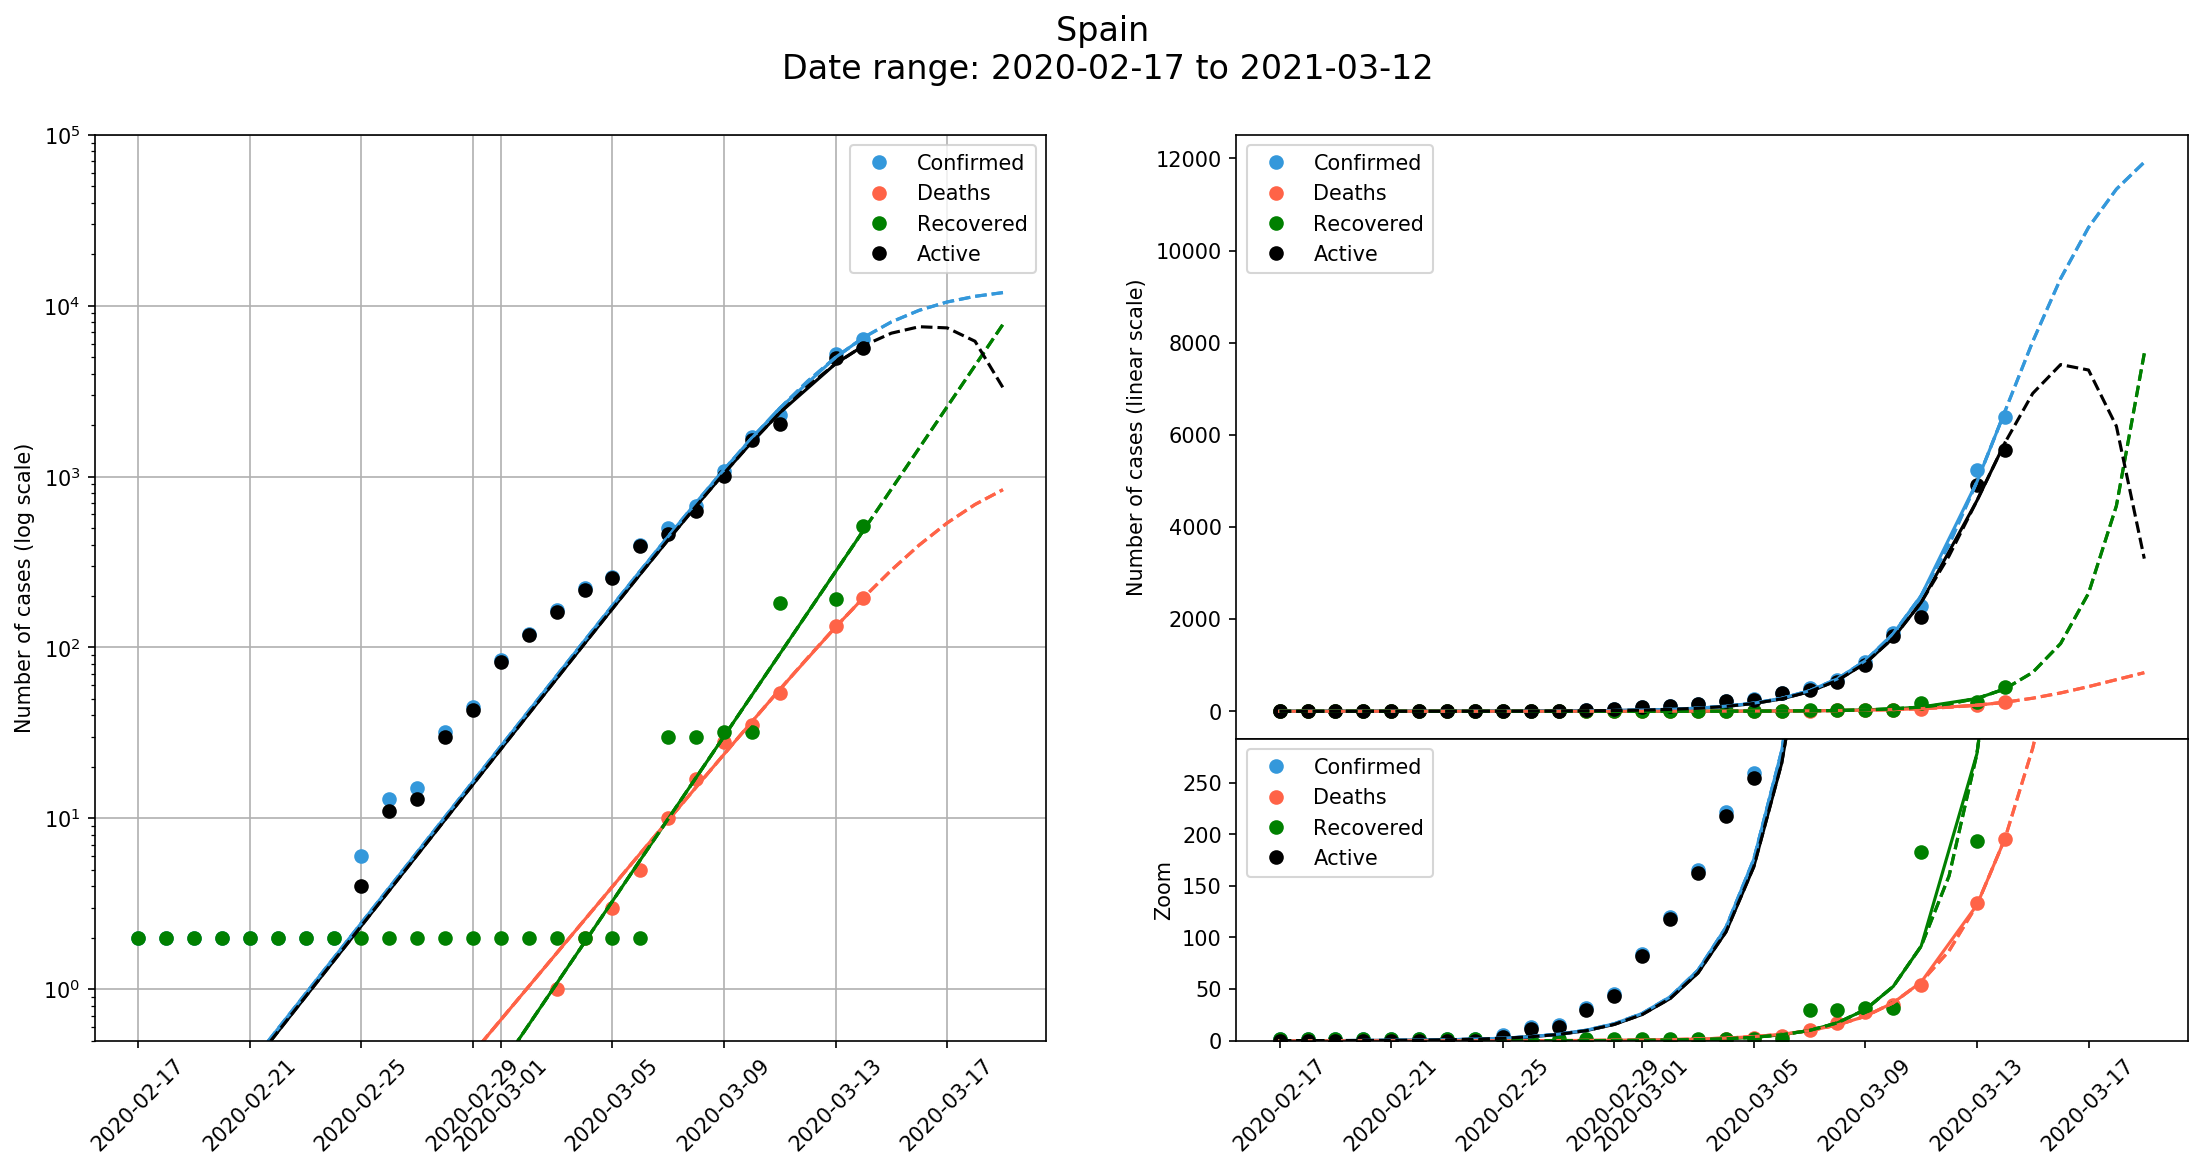 Spain
Date range: 2020-02-17 to 2021-03-12
Number of cases (log scale)
10⁵
10⁴
10³
10²
10¹
10⁰
Confirmed
Deaths
Recovered
Active
2020-02-17
2020-02-21
2020-02-25
2020-02-29
2020-03-01
2020-03-05
2020-03-09
2020-03-13
2020-03-17
Number of cases (linear scale)
12000
10000
8000
6000
4000
2000
0
Confirmed
Deaths
Recovered
Active
Zoom
250
200
150
100
50
0
Confirmed
Deaths
Recovered
Active
2020-02-17
2020-02-21
2020-02-25
2020-02-29
2020-03-01
2020-03-05
2020-03-09
2020-03-13
2020-03-17